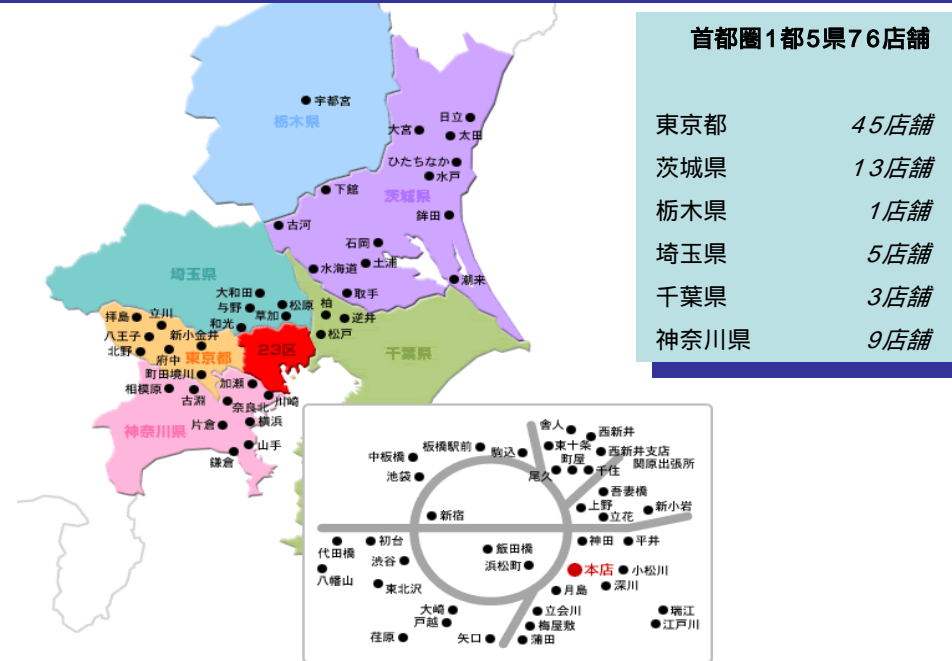 首都圏1都5県76店舗
東京都 45店舗
茨城県 13店舗
栃木県 1店舗
埼玉県 5店舗
千葉県 3店舗
神奈川県 9店舗
宇都宮
栃木県
日立
大宮
太田
ひたちなか
水戸
下館
茨城県
鉾田
古河
石岡
土浦
水海道
潮来
取手
埼玉県
大和田
与野
松原
草加
和光
柏
逆井
松戸
千葉県
拝島
立川
八王子
新小金井
北野
府中
東京都
23区
町田境川
相模原
古淵
加瀬
奈良北
川崎
神奈川県
片倉
横浜
山手
鎌倉
舎人
西新井
東十条
西新井支店
関原出張所
町屋
板橋駅前
駒込
中板橋
池袋
尾久
千住
吾妻橋
上野
立花
新小岩
新宿
代田橋
初台
飯田橋
神田
平井
渋谷
浜松町
本店
小松川
八幡山
東北沢
月島
深川
大崎
戸越
立会川
梅屋敷
瑞江
江戸川
荏原
矢口
蒲田